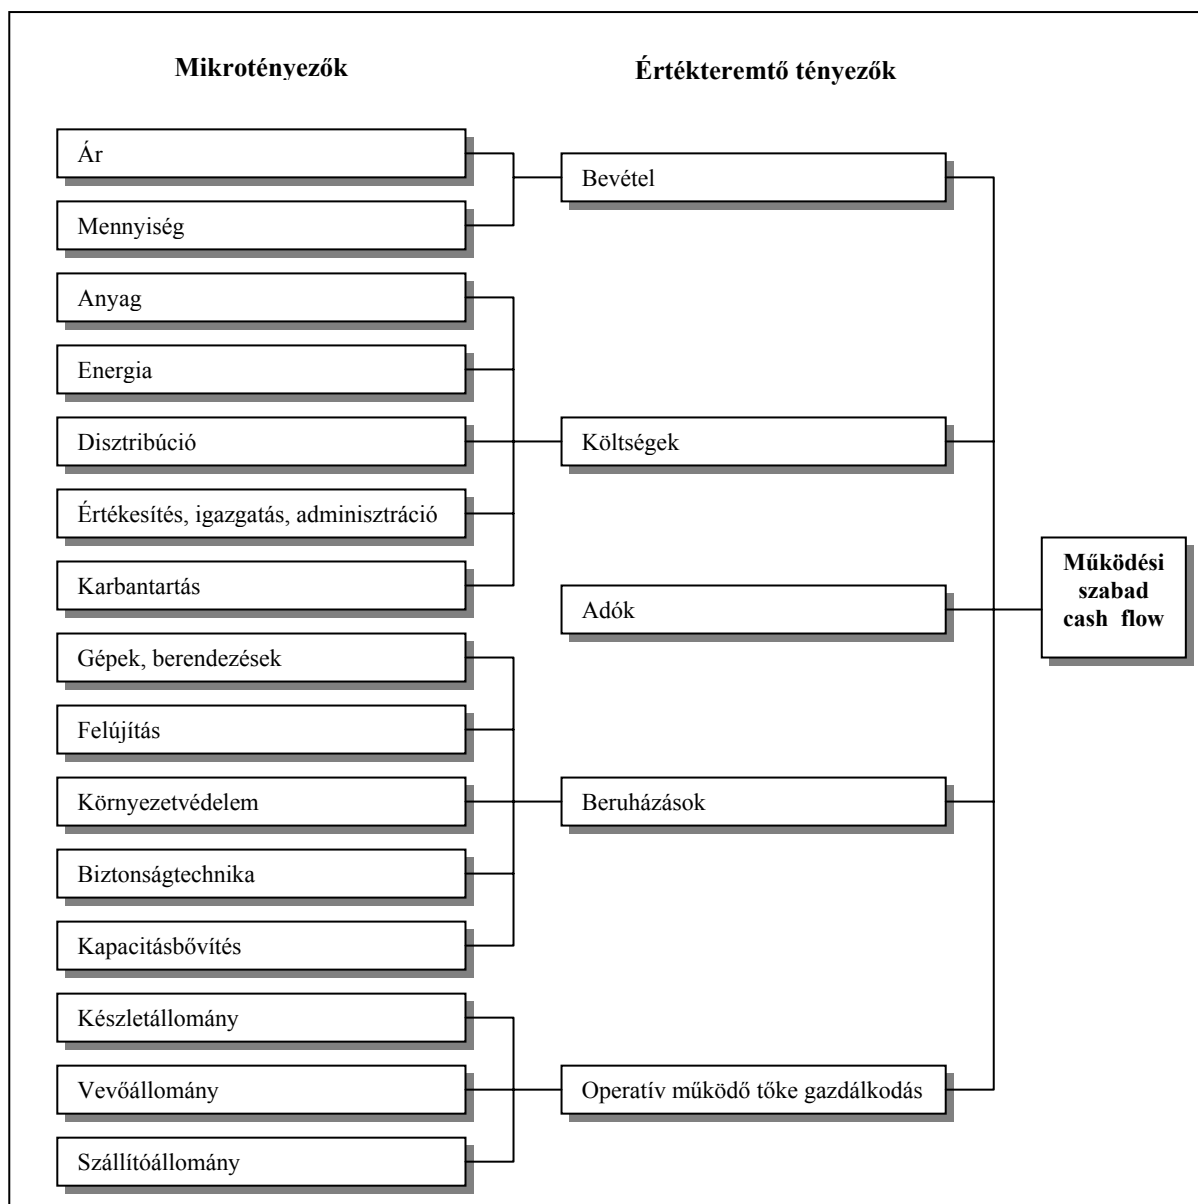 Mikrotényezők
Értékteremtő tényezők
Ár
Mennyiség
Anyag
Energia
Disztribúció
Értékesítés, igazgatás, adminisztráció
Karbantartás
Gépek, berendezések
Felújítás
Környezetvédelem
Biztonságtechnika
Kapacitásbővítés
Készletállomány
Vevőállomány
Szállítóállomány
Bevétel
Költségek
Adók
Beruházások
Operatív működő tőke gazdálkodás
Működési
szabad
cash flow